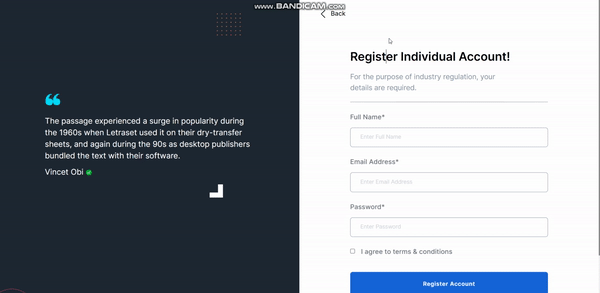 www.BANDICAM.com
Back
Register Individual Account!
For the purpose of industry regulation, your
details are required.
The passage experienced a surge in popularity during
the 1960s when Letraset used it on their dry-transfer
sheets, and again during the 90s as desktop publishers
bundled the text with their software.
Vincet Obi
Full Name*
Enter Full Name
Email Address*
Enter Email Address
Password*
Enter Password
I agree to terms & conditions
Register Account